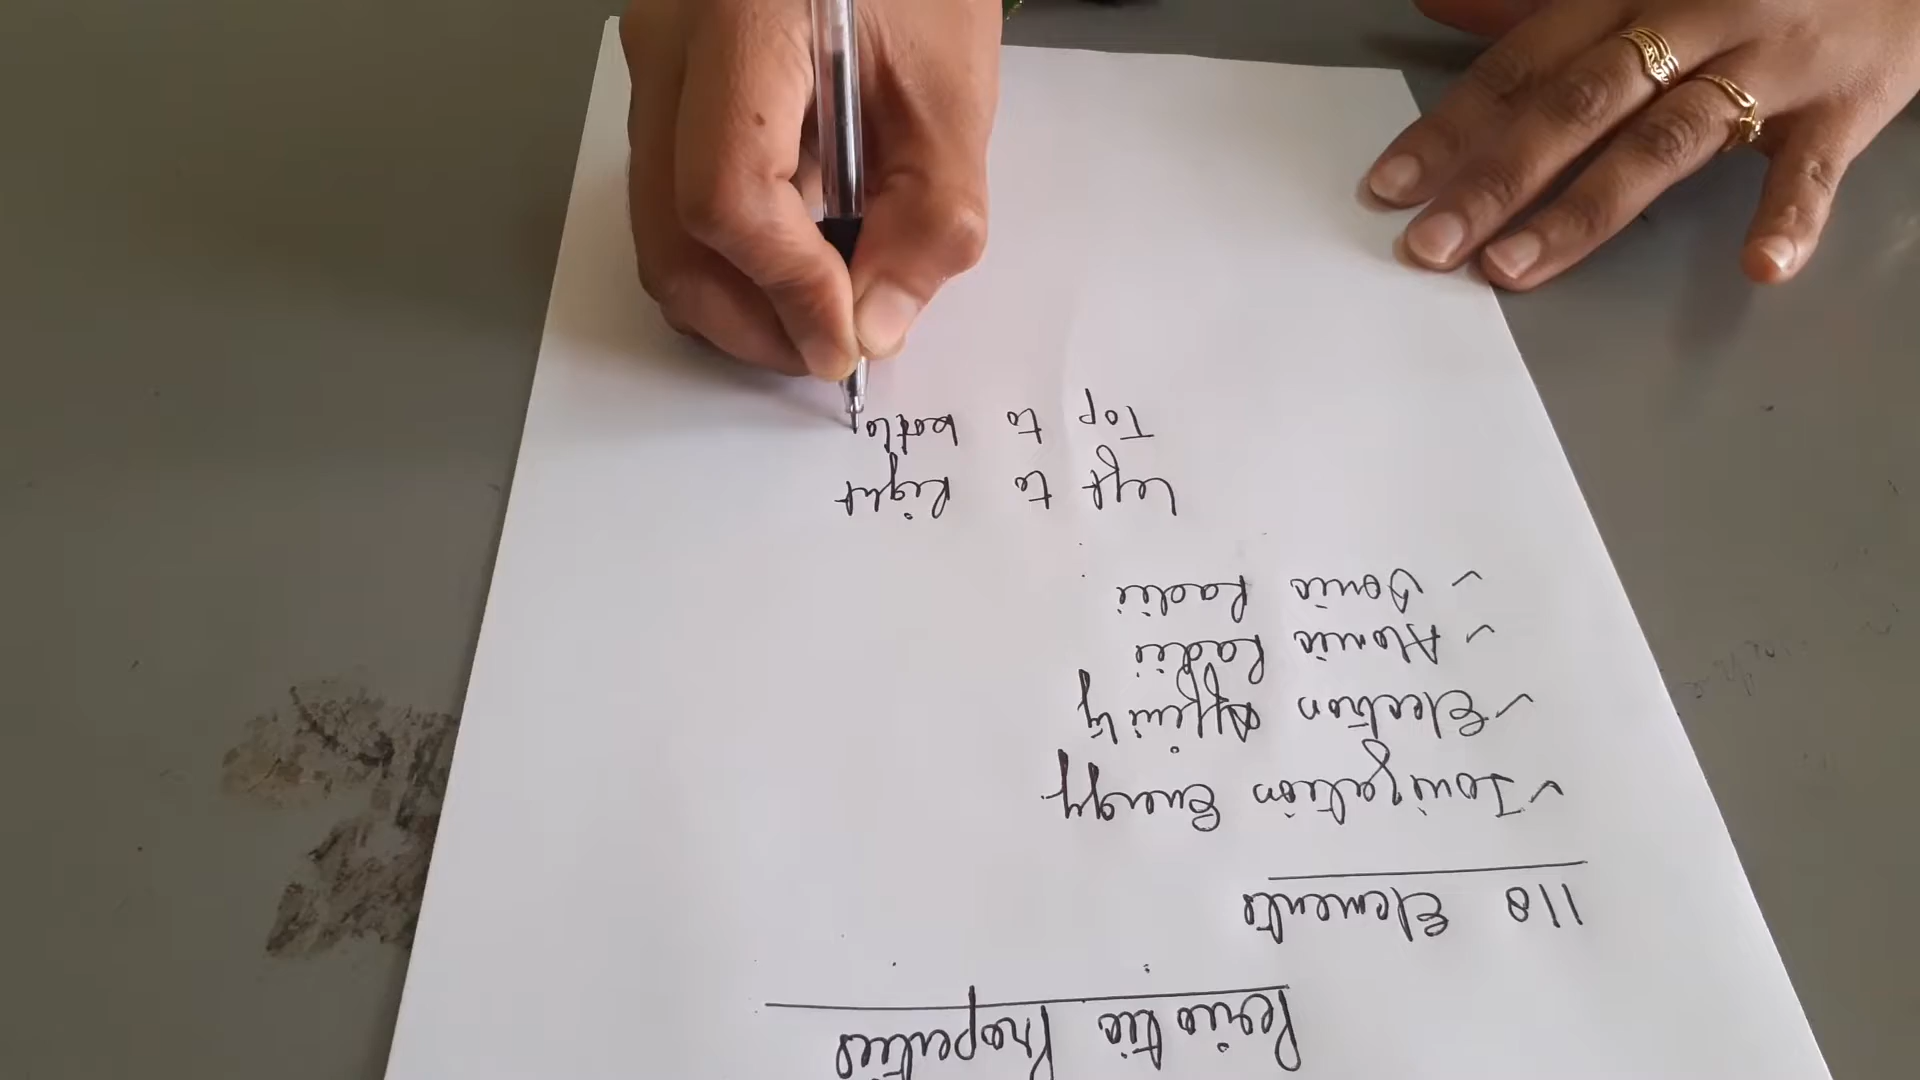 Periodic Properties
118 Elements
✓ Ionization Energy
✓ Electron Affinity
✓ Atomic Radii
✓ Ionic Radii
Left to Right
Top to botto